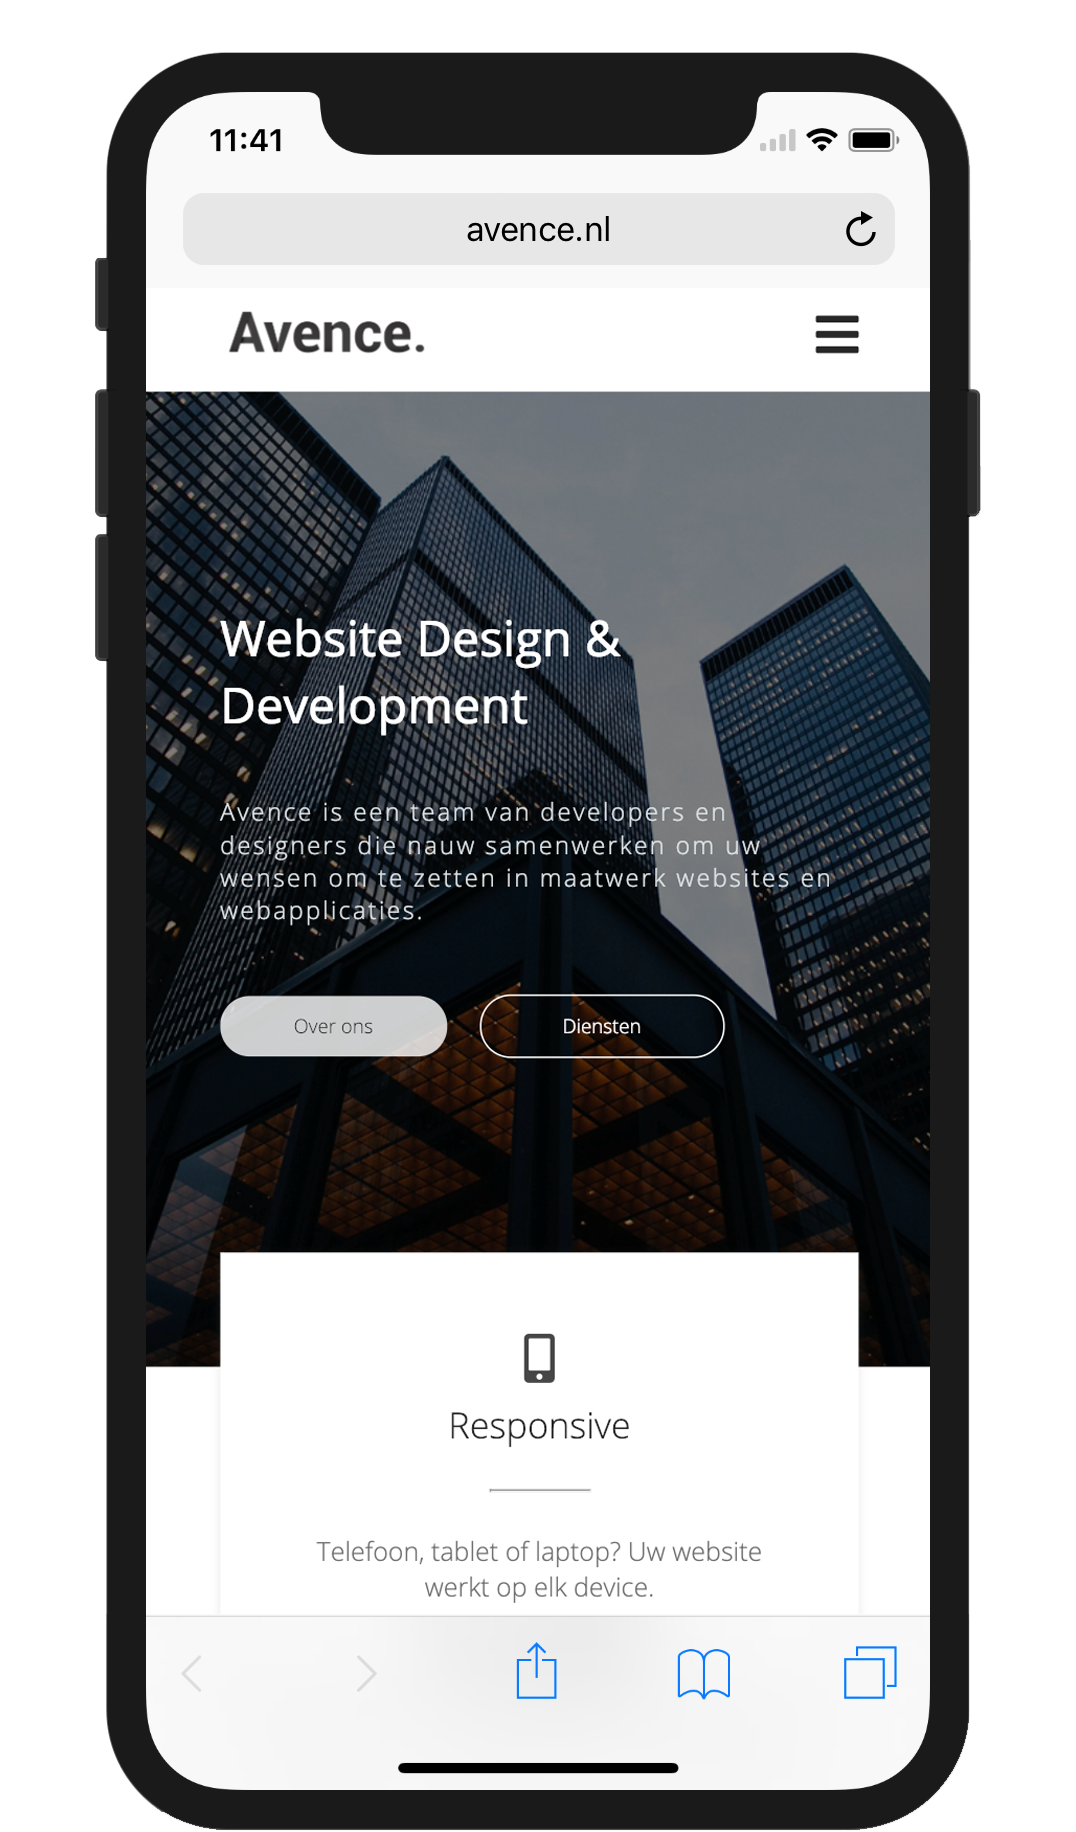 11:41
avence.nl
Avence.
Website Design &
Development
Avence is een team van developers en
designers die nauw samenwerken om uw
wensen om te zetten in maatwerk websites en
webapplicaties.
Over ons
Diensten
Responsive
Telefoon, tablet of laptop? Uw website
werkt op elk device.